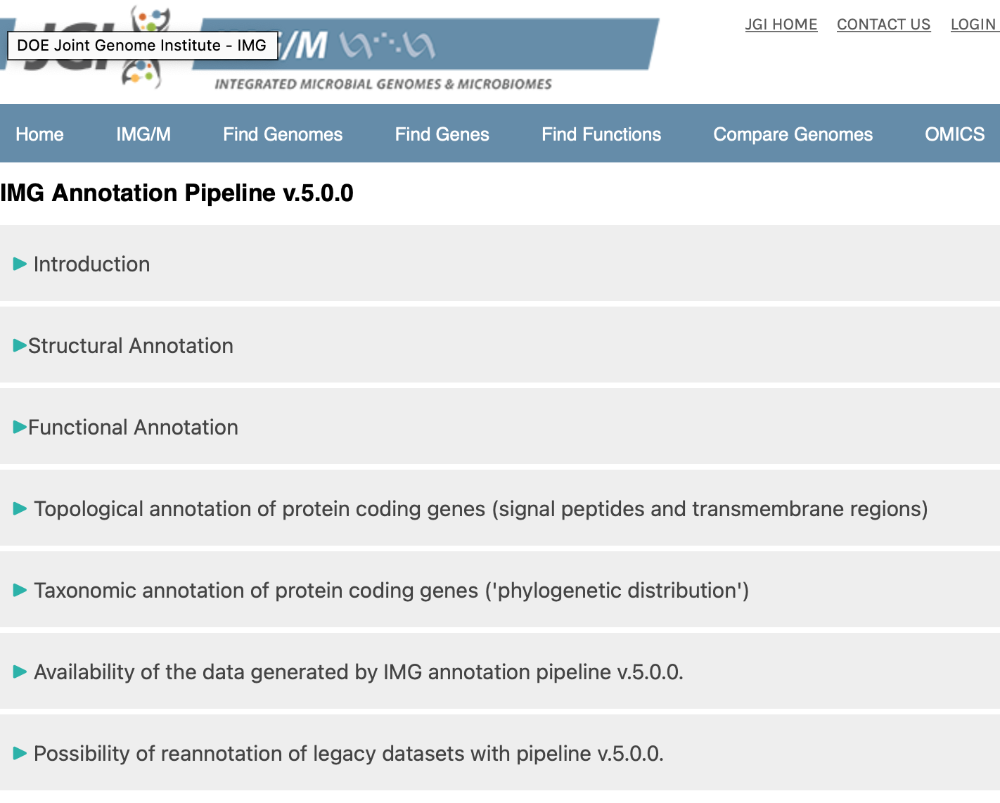 JGI HOME CONTACT US LOGIN
DOE Joint Genome Institute - IMG
/M
INTEGRATED MICROBIAL GENOMES & MICROBIOMES
Home IMG/M Find Genomes Find Genes Find Functions Compare Genomes OMICS
IMG Annotation Pipeline v.5.0.0
Introduction
Structural Annotation
Functional Annotation
Topological annotation of protein coding genes (signal peptides and transmembrane regions)
Taxonomic annotation of protein coding genes ('phylogenetic distribution')
Availability of the data generated by IMG annotation pipeline v.5.0.0.
Possibility of reannotation of legacy datasets with pipeline v.5.0.0.